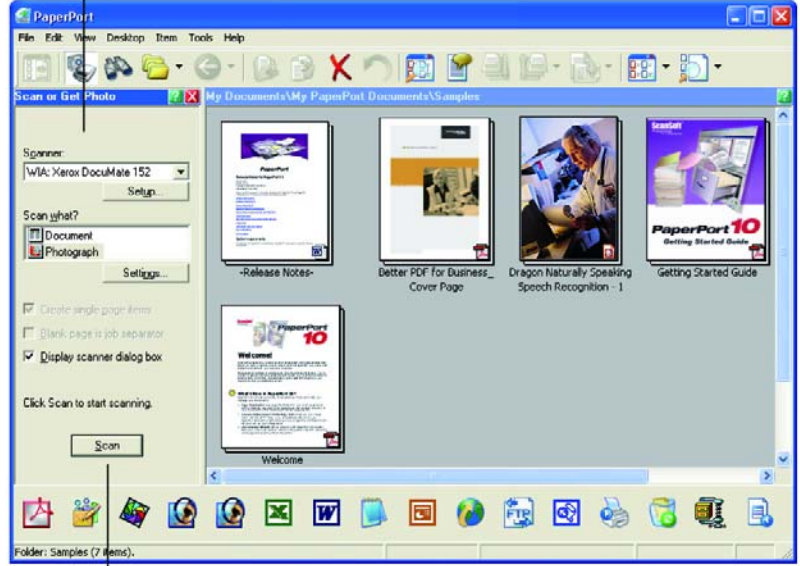 PaperPort
File Edit View Desktop Item Tools Help
Scan or Get Photo
My Documents\My PaperPort Documents\Samples
Scanner:
WIA: Xerox DocuMate 152
Setup...
Scan what?
Document
Photograph
Settings...
Create single page items
Blank page is job separator
Display scanner dialog box
Click Scan to start scanning.
Scan
PaperPort
-Release Notes-
Better PDF for Business_
Cover Page
Dragon Naturally Speaking
Speech Recognition - 1
ScanSoft
PaperPort 10
Getting Started Guide
Getting Started Guide
PaperPort
10
Welcome!
Welcome
FTP
Folder: Samples (7 items).